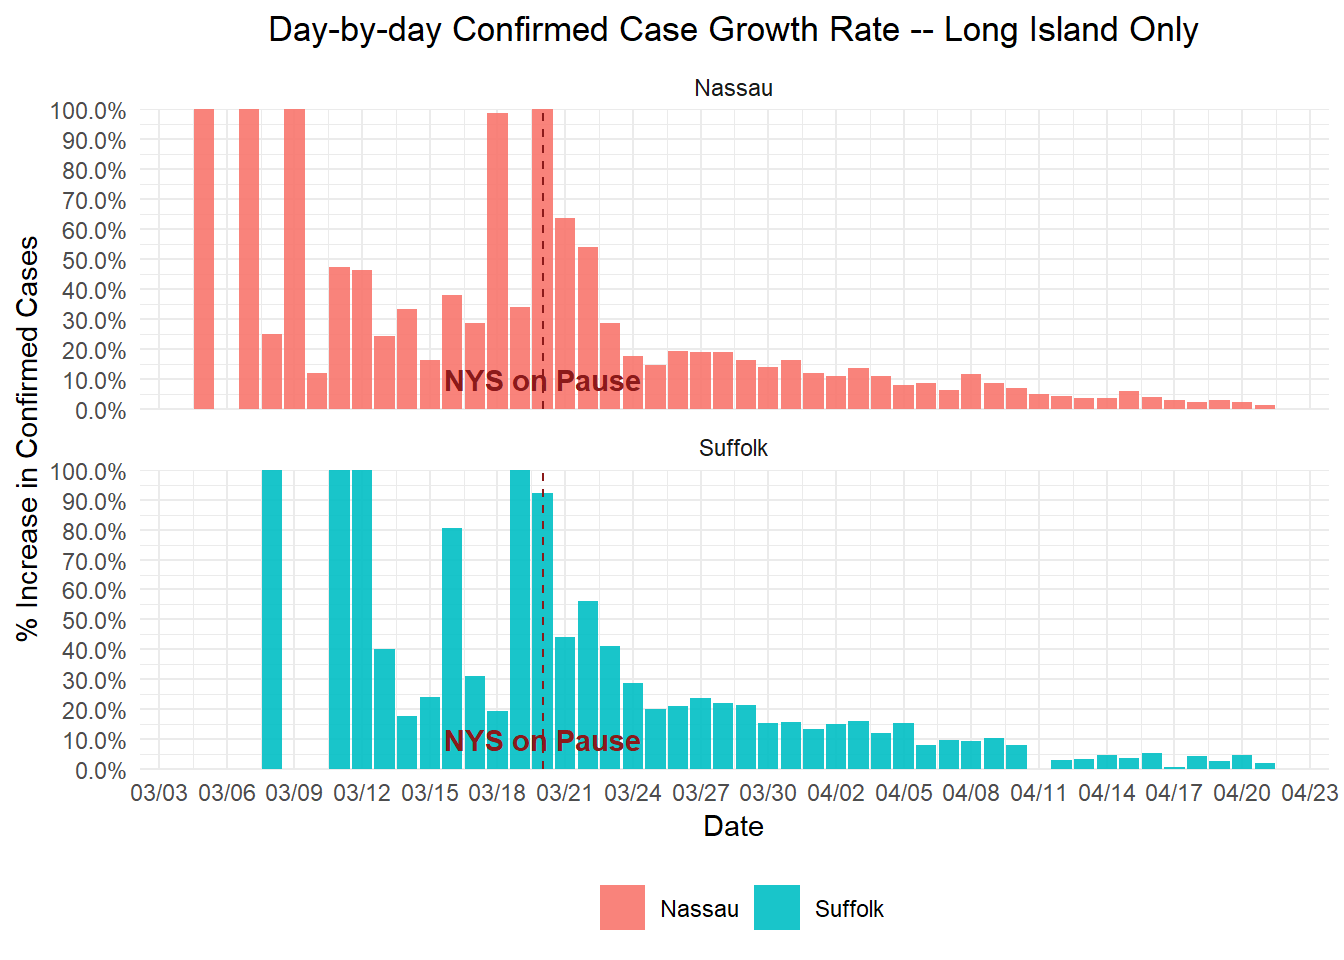 Day-by-day Confirmed Case Growth Rate -- Long Island Only
Nassau
100.0%
90.0%
80.0%
70.0%
60.0%
50.0%
40.0%
30.0%
20.0%
10.0%
0.0%
NYS on Pause
% Increase in Confirmed Cases
Suffolk
100.0%
90.0%
80.0%
70.0%
60.0%
50.0%
40.0%
30.0%
20.0%
10.0%
0.0%
NYS on Pause
03/03 03/06 03/09 03/12 03/15 03/18 03/21 03/24 03/27 03/30 04/02 04/05 04/08 04/11 04/14 04/17 04/20 04/23
Date
Nassau Suffolk